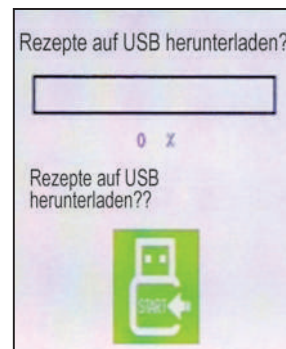 Rezepte auf USB herunterladen?
0 %
Rezepte auf USB
herunterladen??
START